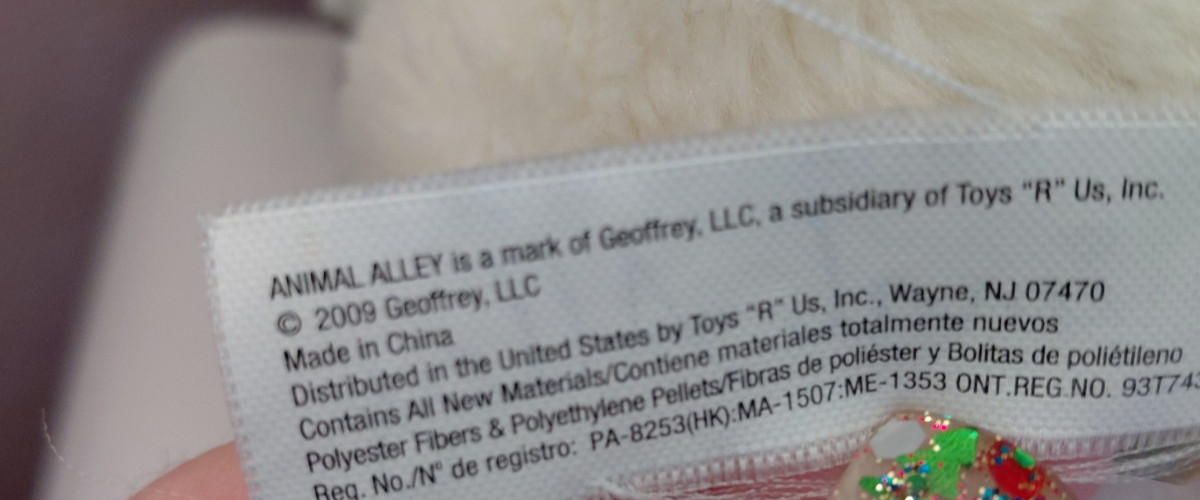 ANIMAL ALLEY is a mark of Geoffrey, LLC, a subsidiary of Toys "R" Us, Inc.
© 2009 Geoffrey, LLC
Made in China
Distributed in the United States by Toys "R" Us, Inc., Wayne, NJ 07470
Contains All New Materials/Contiene materiales totalmente nuevos
Polyester Fibers & Polyethylene Pellets/Fibras de poliéster y Bolitas de poliétileno
Reg. No./N° de registro: PA-8253(HK):MA-1507:ME-1353 ONT.REG NO. 93T743